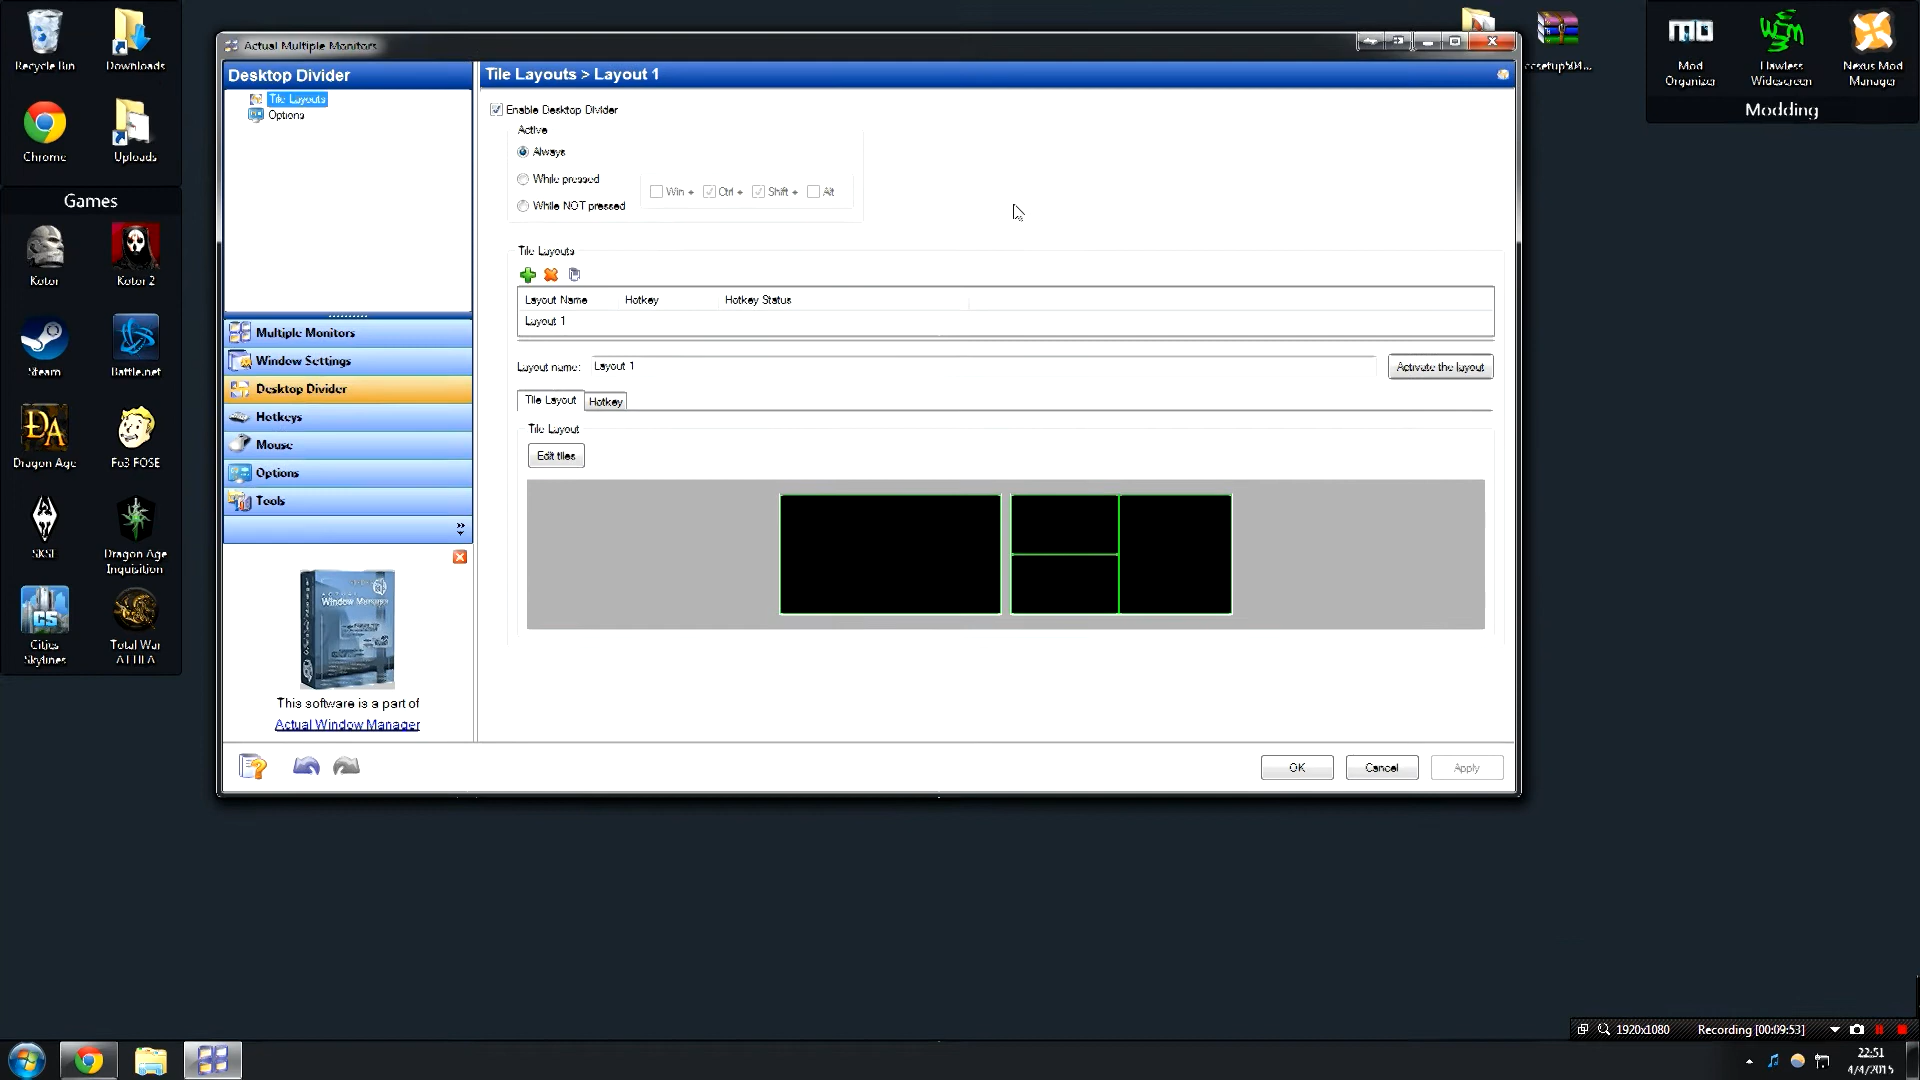 Recycle Bin
Downloads
Chrome
Uploads
Games
Kotor
Kotor 2
Steam
Battle.net
Dragon Age
Fo3 FOSE
SKSE
Dragon Age Inquisition
Cities Skylines
Total War ATTILA
ccsetup504...
Mod Organizer
Flawless Widescreen
Nexus Mod Manager
Modding
Actual Multiple Monitors
Desktop Divider
Tile Layouts
Options
Multiple Monitors
Window Settings
Desktop Divider
Hotkeys
Mouse
Options
Tools
Window Manager
This software is a part of
Actual Window Manager
Tile Layouts > Layout 1
Enable Desktop Divider
Active
Always
While pressed
While NOT pressed
Win +
Ctrl +
Shift +
Alt
Tile Layouts
Layout Name
Hotkey
Hotkey Status
Layout 1
Layout name:
Layout 1
Activate the layout
Tile Layout
Hotkey
Tile Layout
Edit tiles
OK
Cancel
Apply
1920x1080
Recording [00:09:53]
22:51
4/4/2015